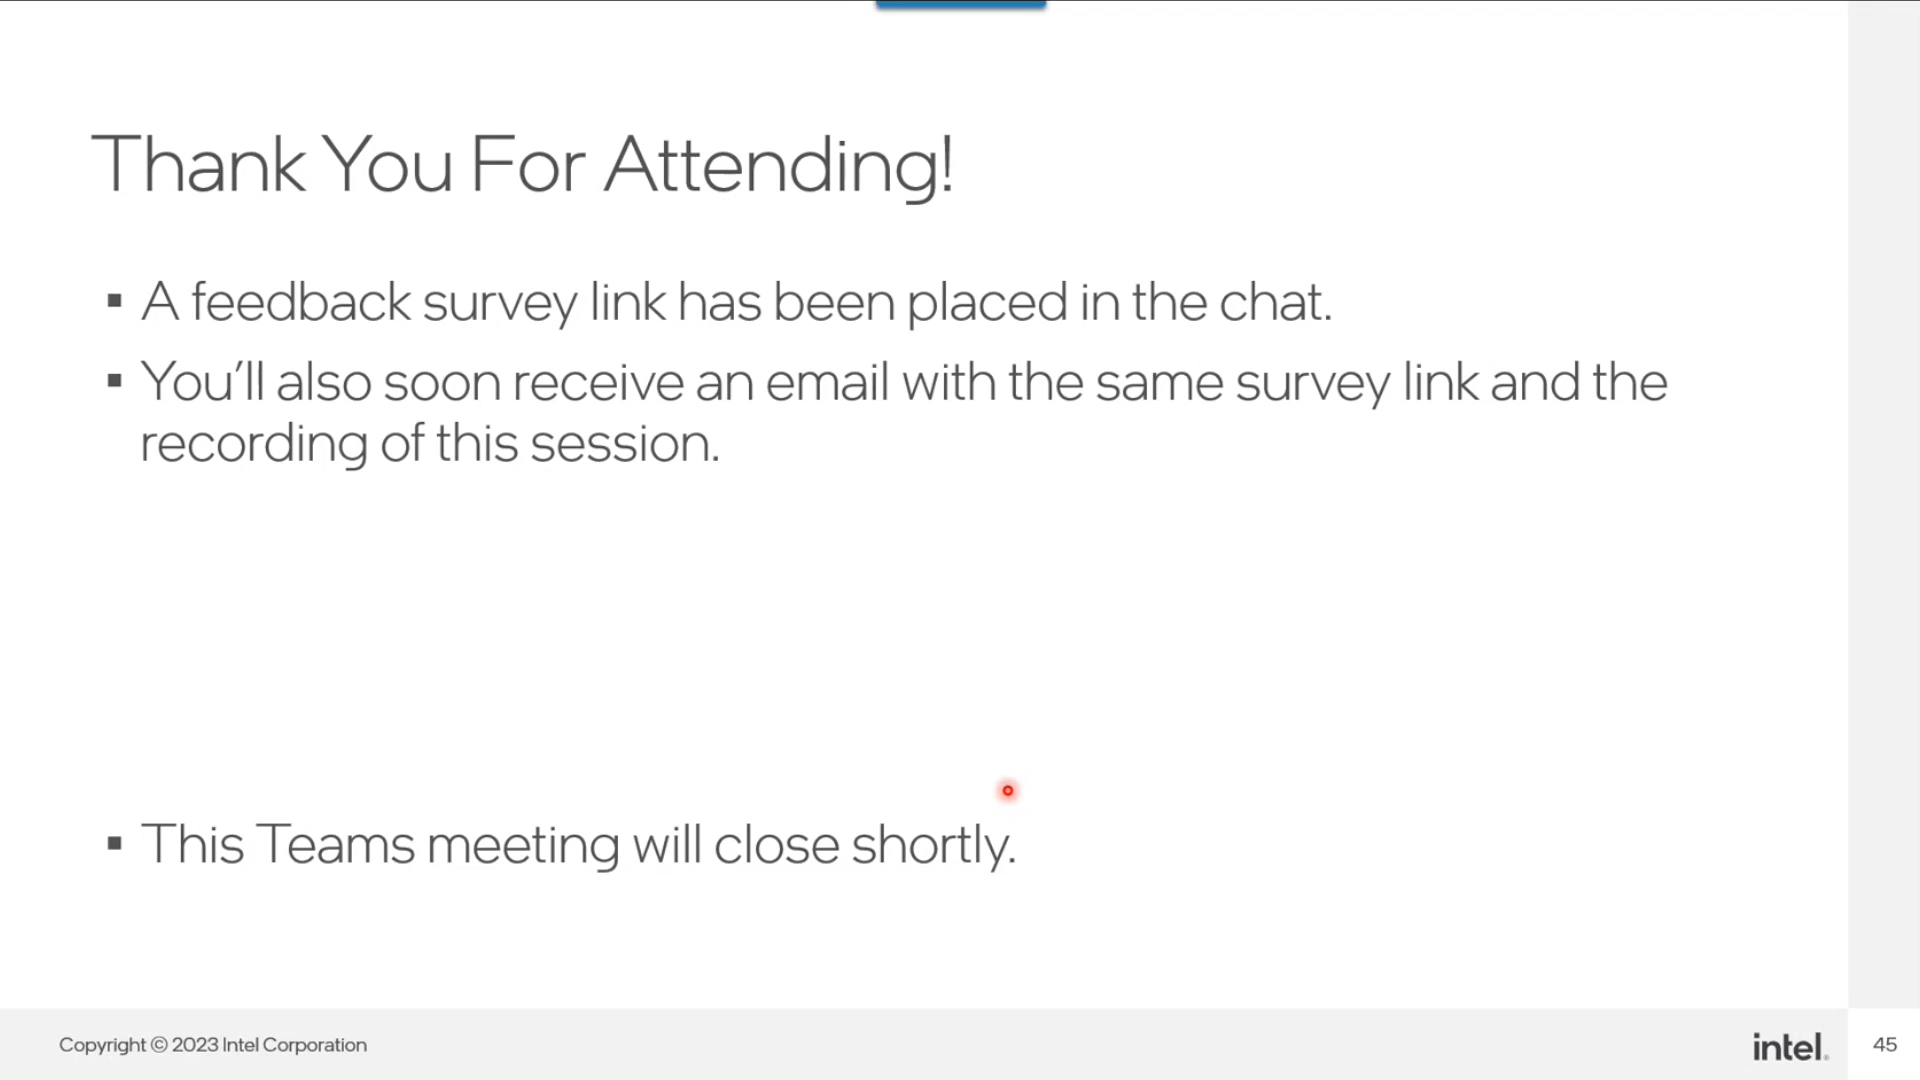 Thank You For Attending!
▪ A feedback survey link has been placed in the chat.
▪ You’ll also soon receive an email with the same survey link and the
recording of this session.
▪ This Teams meeting will close shortly.
Copyright © 2023 Intel Corporation
intel.
45